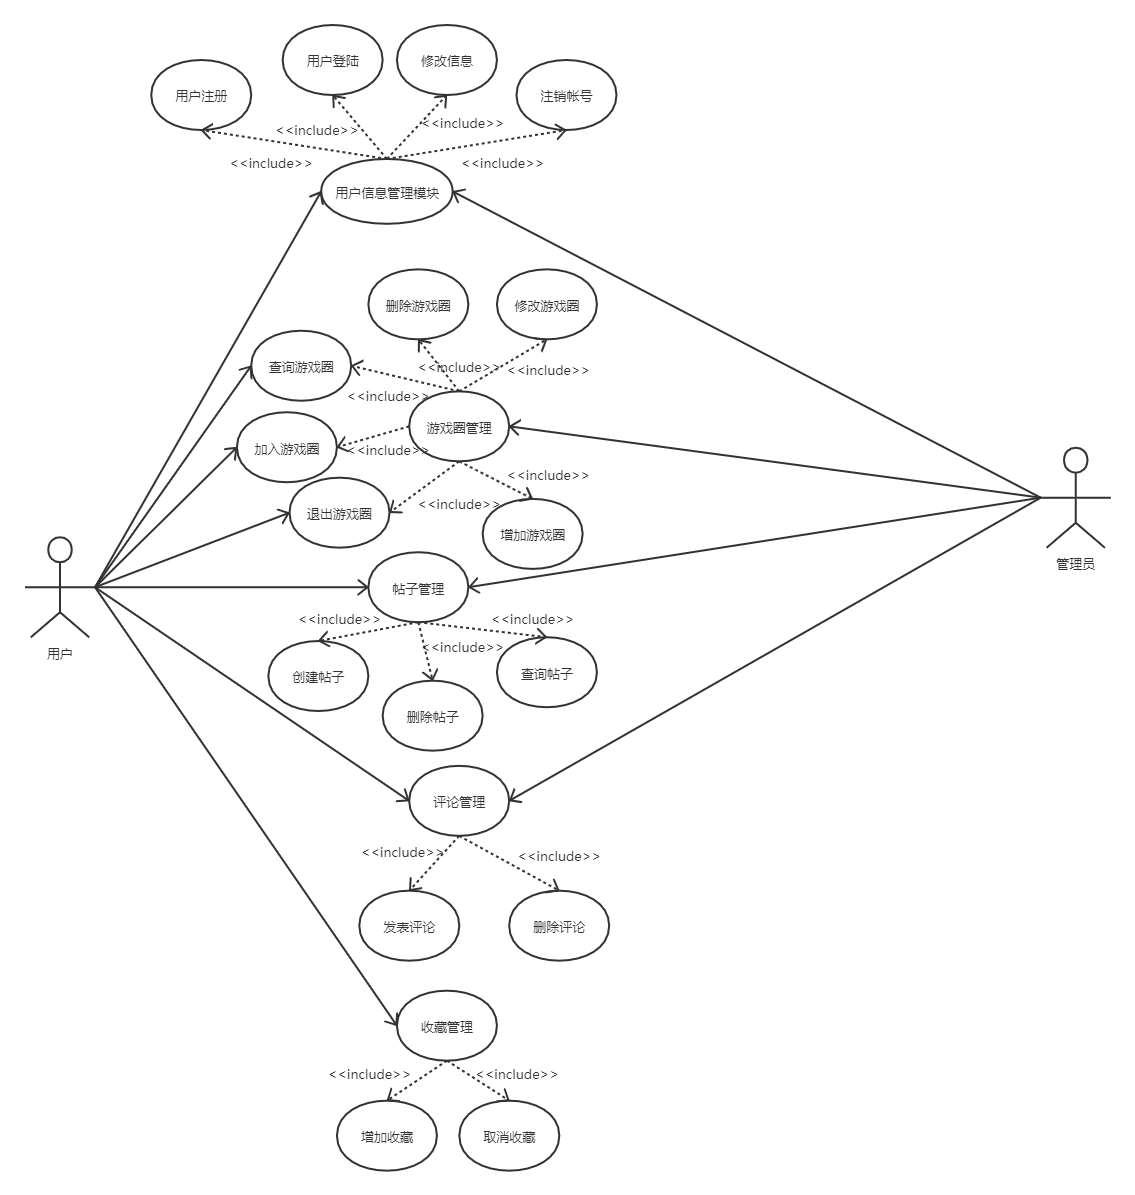 用户登陆
修改信息
用户注册
注销帐号
<<include>>
<<include>>
<<include>>
<<include>>
用户信息管理模块
删除游戏圈
修改游戏圈
查询游戏圈
<<include>>
<<include>>
<<include>>
游戏圈管理
加入游戏圈
<<include>>
<<include>>
<<include>>
退出游戏圈
增加游戏圈
管理员
帖子管理
<<include>>
<<include>>
<<include>>
用户
创建帖子
查询帖子
删除帖子
评论管理
<<include>>
<<include>>
发表评论
删除评论
收藏管理
<<include>>
<<include>>
增加收藏
取消收藏